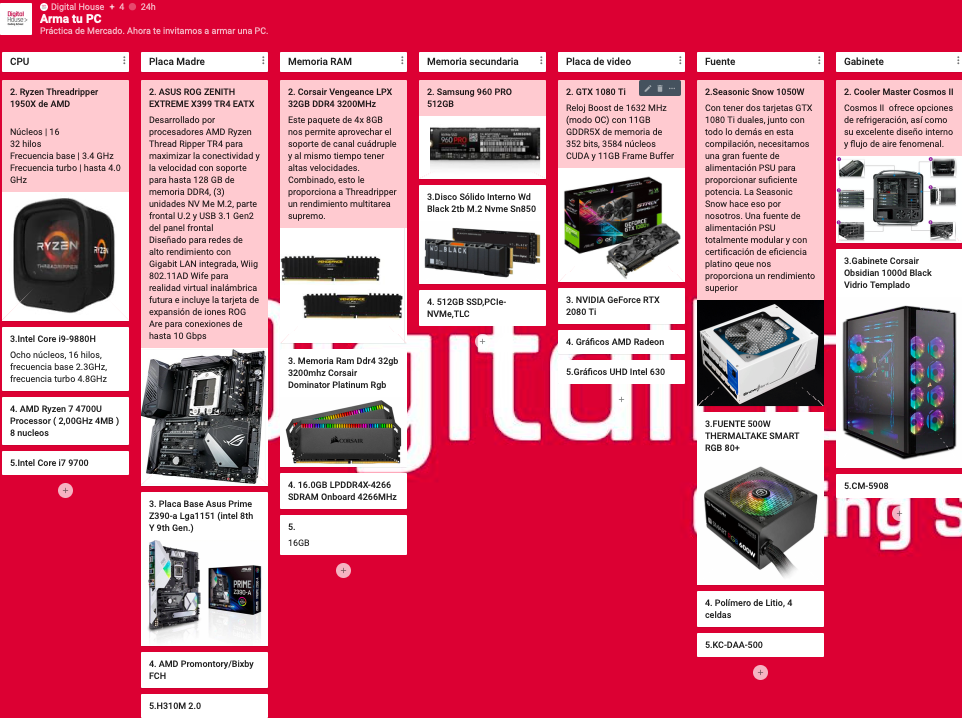 Digital House + 4 24h
Digital
House>
Arma tu PC
Práctica de Mercado. Ahora te invitamos a armar una PC.
CPU
2. Ryzen Threadripper
1950X de AMD
Núcleos | 16
32 hilos
Frecuencia base | 3.4 GHz
Frecuencia turbo | hasta 4.0
GHz
RYZEN
THREADRIPPER
3.Intel Core i9-9880H
Ocho núcleos, 16 hilos,
frecuencia base 2.3GHz,
frecuencia turbo 4.8GHz
4. AMD Ryzen 7 4700U
Processor ( 2,00GHz 4MB )
8 nucleos
5.Intel Core i7 9700
Placa Madre
2. ASUS ROG ZENITH
EXTREME X399 TR4 EATX
Desarrollado por
procesadores AMD Ryzen
Thread Ripper TR4 para
maximizar la conectividad y
la velocidad con soporte
para hasta 128 GB de
memoria DDR4, (3)
unidades NV Me M.2, parte
frontal U.2 y USB 3.1 Gen2
del panel frontal
Diseñado para redes de
alto rendimiento con
Gigabit LAN integrada, Wiig
802.11AD Wife para
realidad virtual inalámbrica
futura e incluye la tarjeta de
expansión de iones ROG
Are para conexiones de
hasta 10 Gbps
3. Placa Base Asus Prime
Z390-a Lga1151 (intel 8th
Y 9th Gen.)
PRIME
Z390-A
4. AMD Promontory/Bixby
FCH
5.H310M 2.0
Memoria RAM
2. Corsair Vengeance LPX
32GB DDR4 3200MHz
Este paquete de 4x 8GB
nos permite aprovechar el
soporte de canal cuádruple
y al mismo tiempo tener
altas velocidades.
Combinado, esto le
proporciona a Threadripper
un rendimiento multitarea
supremo.
VENGEANCE
VENGEANCE
3. Memoria Ram Ddr4 32gb
3200mhz Corsair
Dominator Platinum Rgb
CORSAIR
4. 16.0GB LPDDR4X-4266
SDRAM Onboard 4266MHz
5.
16GB
Memoria secundaria
2. Samsung 960 PRO
512GB
960 PRO
3.Disco Sólido Interno Wd
Black 2tb M.2 Nvme Sn850
WD_BLACK
4. 512GB SSD,PCIe-
NVMe,TLC
Placa de video
2. GTX 1080 Ti
Reloj Boost de 1632 MHz
(modo OC) con 11GB
GDDR5X de memoria de
352 bits, 3584 núcleos
CUDA y 11GB Frame Buffer
STRIX
GEFORCE
GTX 1080 Ti
3. NVIDIA GeForce RTX
2080 Ti
4. Gráficos AMD Radeon
5.Gráficos UHD Intel 630
Fuente
2.Seasonic Snow 1050W
Con tener dos tarjetas GTX
1080 Ti duales, junto con
todo lo demás en esta
compilación, necesitamos
una gran fuente de
alimentación PSU para
proporcionar suficiente
potencia. La Seasonic
Snow hace eso por
nosotros. Una fuente de
alimentación PSU
totalmente modular y con
certificación de eficiencia
platino que nos
proporciona un rendimiento
superior
3.FUENTE 500W
THERMALTAKE SMART
RGB 80+
600W
4. Polímero de Litio, 4
celdas
5.KC-DAA-500
Gabinete
2. Cooler Master Cosmos II
Cosmos II ofrece opciones
de refrigeración, así como
su excelente diseño interno
y flujo de aire fenomenal.
3.Gabinete Corsair
Obsidian 1000d Black
Vidrio Templado
5.CM-5908